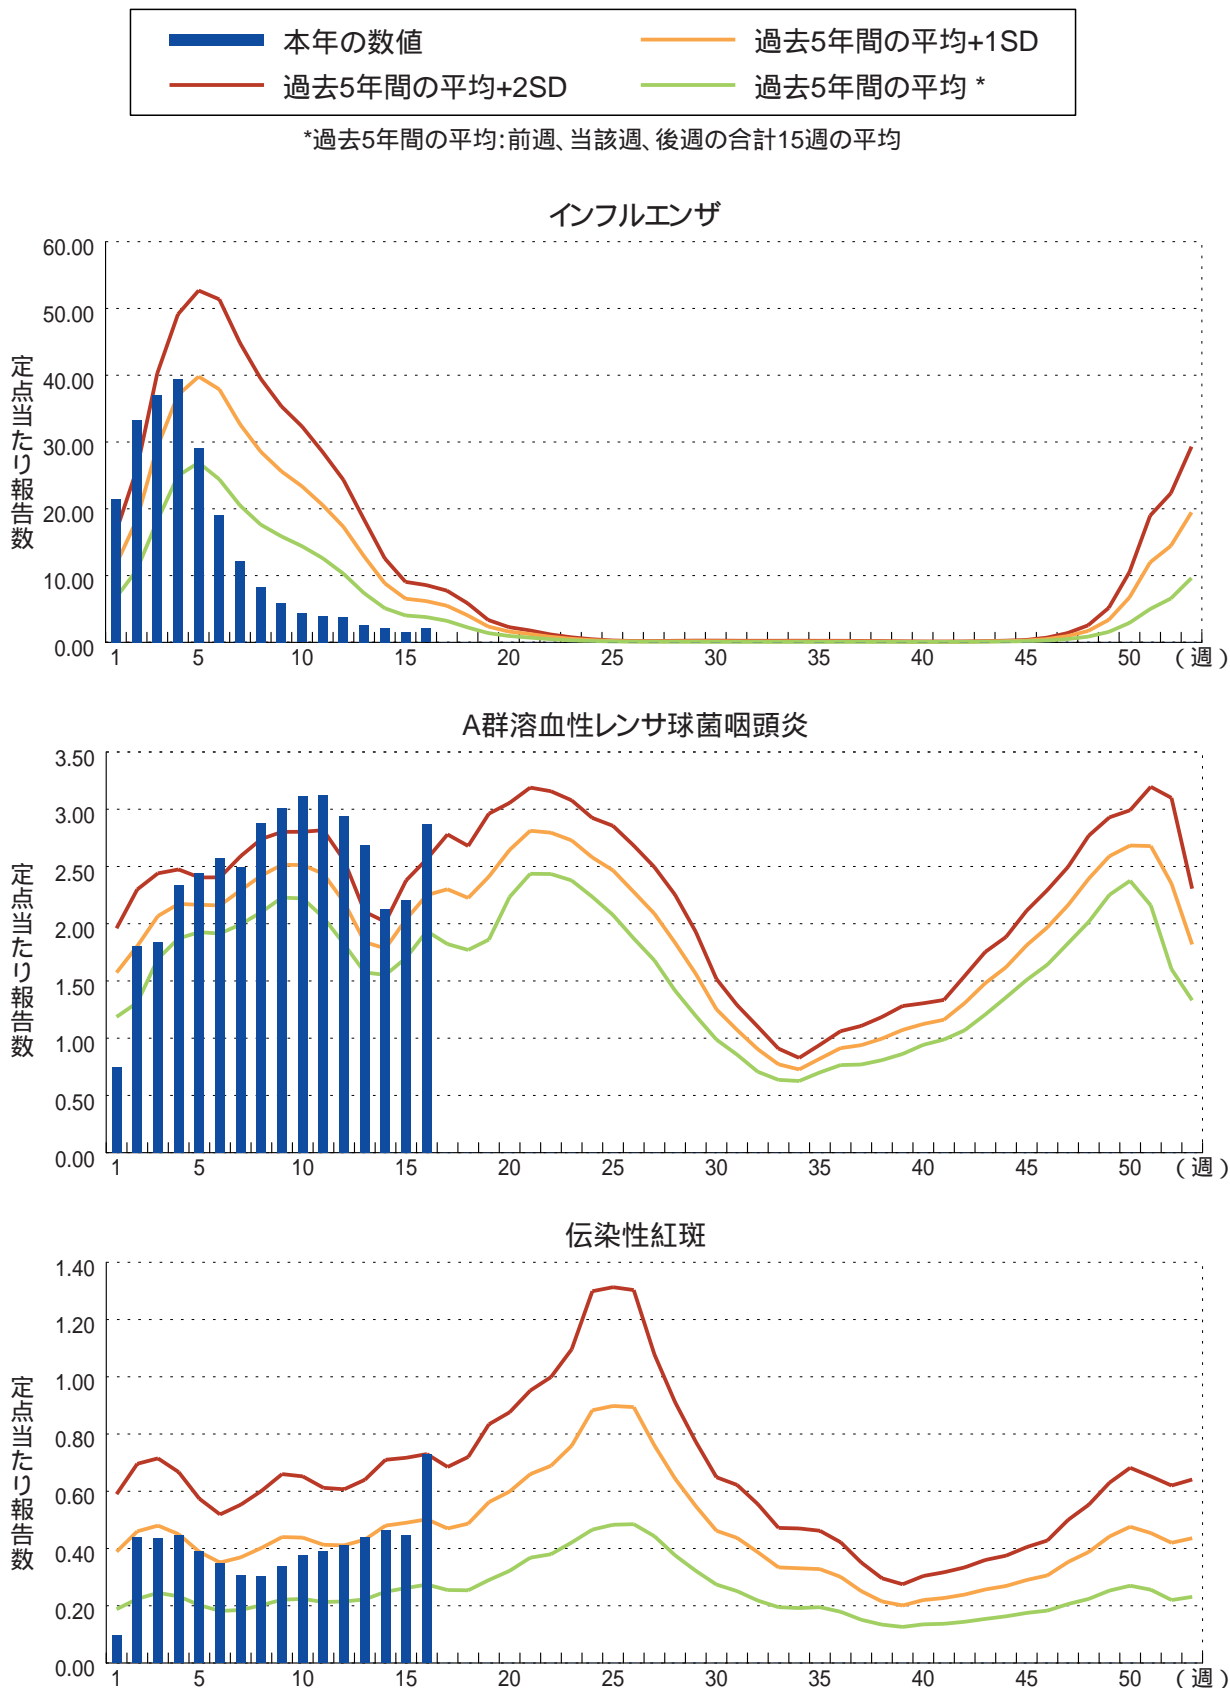 本年の数値
過去5年間の平均+1SD
過去5年間の平均+2SD
過去5年間の平均 *
*過去5年間の平均:前週、当該週、後週の合計15週の平均
インフルエンザ
定点当たり報告数
60.00
50.00
40.00
30.00
20.00
10.00
0.00
1 5 10 15 20 25 30 35 40 45 50 (週)
A群溶血性レンサ球菌咽頭炎
定点当たり報告数
3.50
3.00
2.50
2.00
1.50
1.00
0.50
0.00
1 5 10 15 20 25 30 35 40 45 50 (週)
伝染性紅斑
定点当たり報告数
1.40
1.20
1.00
0.80
0.60
0.40
0.20
0.00
1 5 10 15 20 25 30 35 40 45 50 (週)